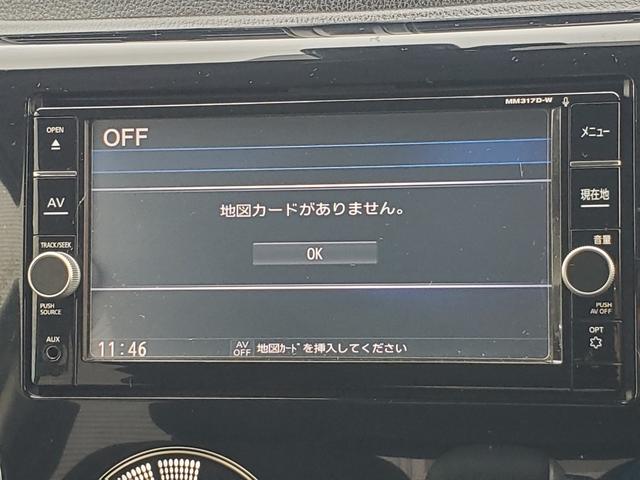 MM317D-W
OPEN
AV
TRACK/SEEK
PUSH
SOURCE
AUX
OFF
地図カードがありません。
OK
11:46
AV
OFF
地図ｶｰﾄﾞを挿入してください
メニュー
現在地
音量
PUSH
AV OFF
OPT